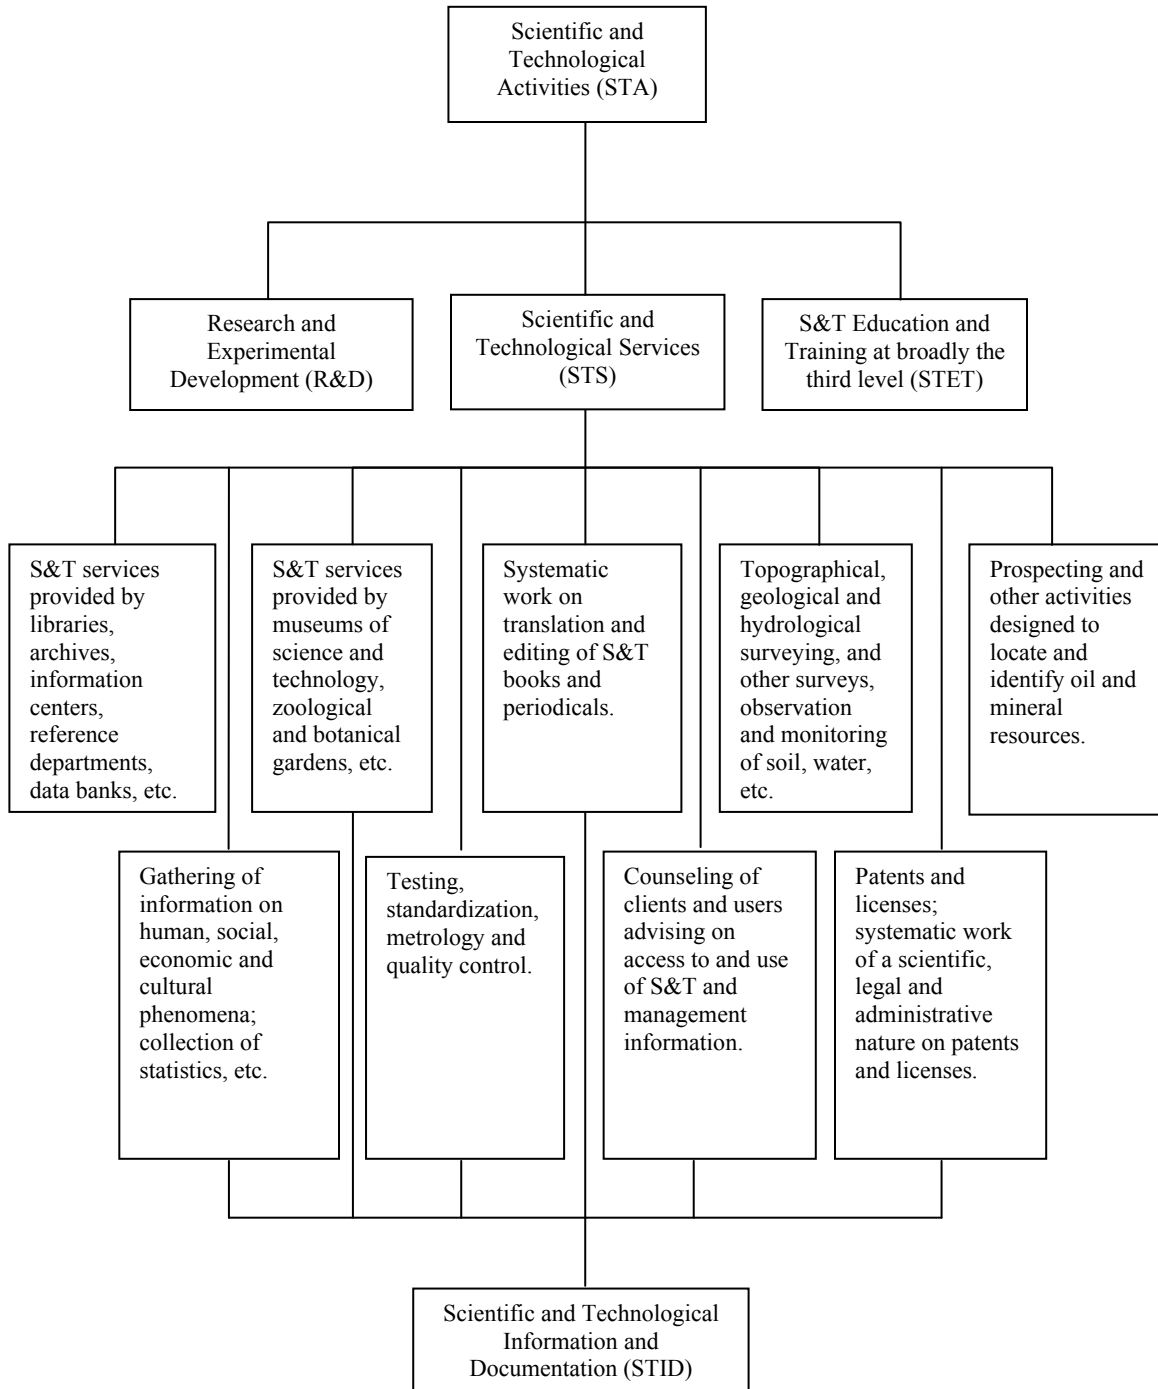 Scientific and
Technological
Activities (STA)
Research and
Experimental
Development (R&D)
Scientific and
Technological Services
(STS)
S&T Education and
Training at broadly the
third level (STET)
S&T services
provided by
libraries,
archives,
information
centers,
reference
departments,
data banks, etc.
S&T services
provided by
museums of
science and
technology,
zoological
and botanical
gardens, etc.
Systematic
work on
translation and
editing of S&T
books and
periodicals.
Topographical,
geological and
hydrological
surveying, and
other surveys,
observation
and monitoring
of soil, water,
etc.
Prospecting and
other activities
designed to
locate and
identify oil and
mineral
resources.
Gathering of
information on
human, social,
economic and
cultural
phenomena;
collection of
statistics, etc.
Testing,
standardization,
metrology and
quality control.
Counseling of
clients and users
advising on
access to and use
of S&T and
management
information.
Patents and
licenses;
systematic work
of a scientific,
legal and
administrative
nature on patents
and licenses.
Scientific and Technological
Information and
Documentation (STID)